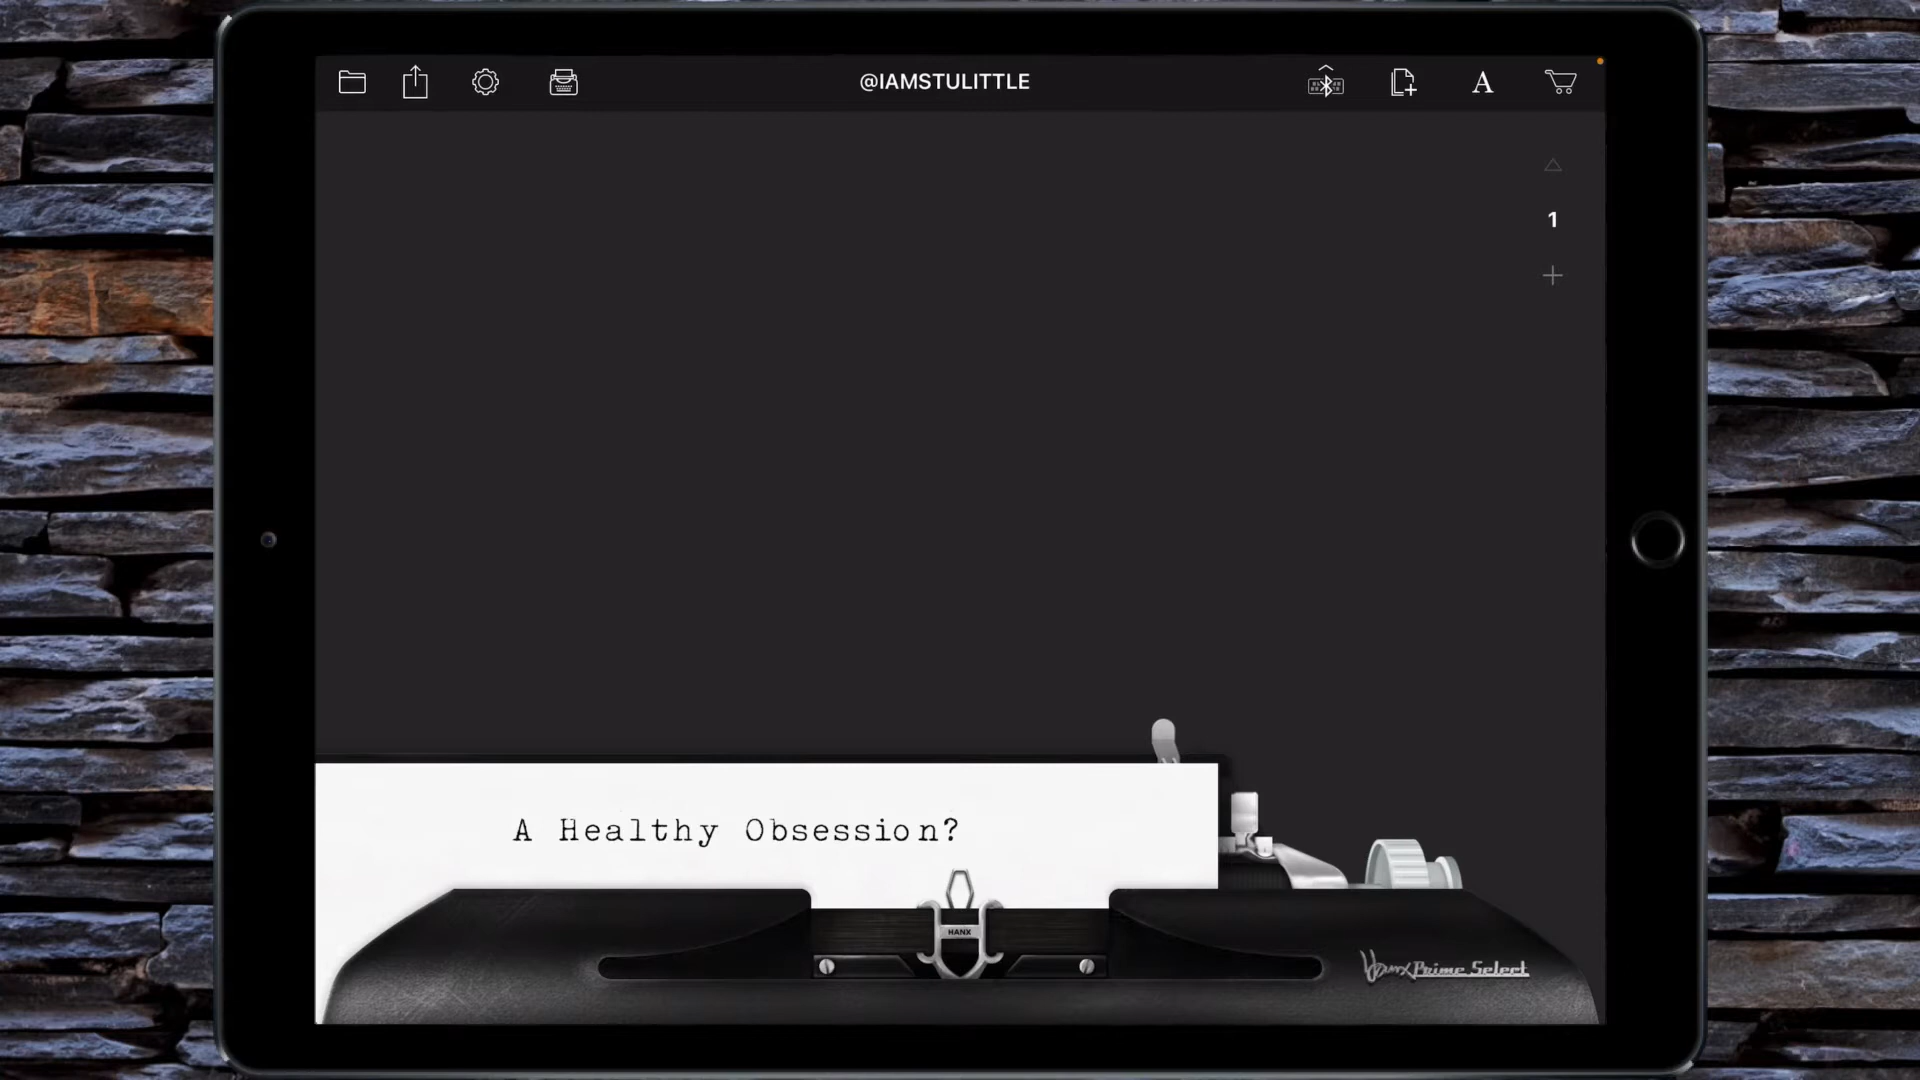 @IAMSTULITTLE
A
1
A Healthy Obsession?
HANX
Hanx Prime Select